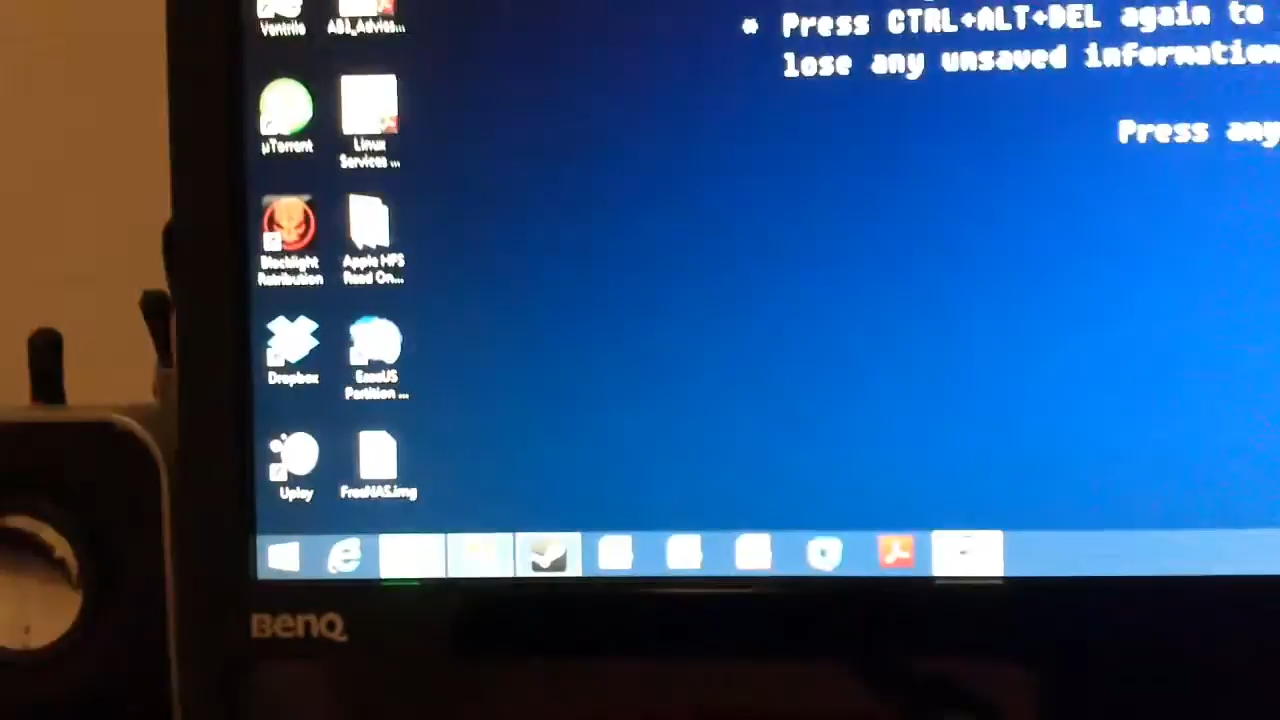 Ventrilo
* Press CTRL+ALT+DEL again to
lose any unsaved information
Press any
µTorrent
Linux
Services ...
Blacklight
Retribution
Apple HFS
Read On...
Dropbox
EaseUS
Partition ...
Uplay
FreeNAS.img
BenQ